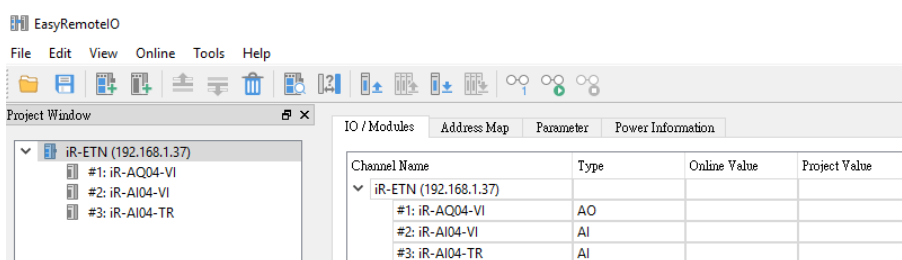 EasyRemoteIO
File Edit View Online Tools Help
Project Window
iR-ETN (192.168.1.37)
#1: iR-AQ04-VI
#2: iR-AI04-VI
#3: iR-AI04-TR
IO / Modules Address Map Parameter Power Information
Channel Name Type Online Value Project Value
iR-ETN (192.168.1.37)
#1: iR-AQ04-VI AO
#2: iR-AI04-VI AI
#3: iR-AI04-TR AI